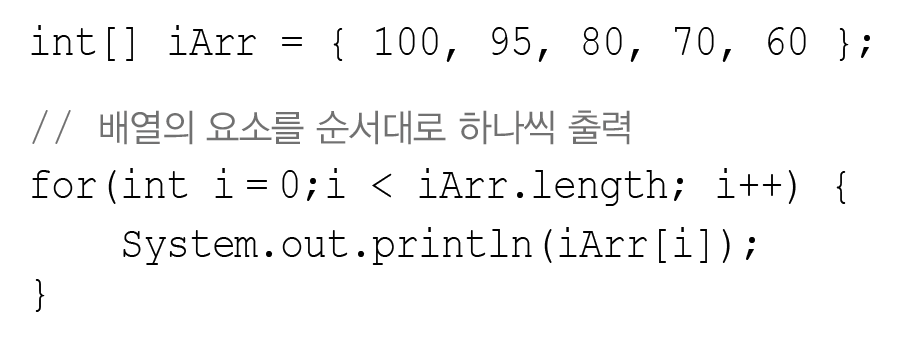 int[] iArr = { 100, 95, 80, 70, 60 };
// 배열의 요소를 순서대로 하나씩 출력
for(int i=0;i < iArr.length; i++) {
    System.out.println(iArr[i]);
}